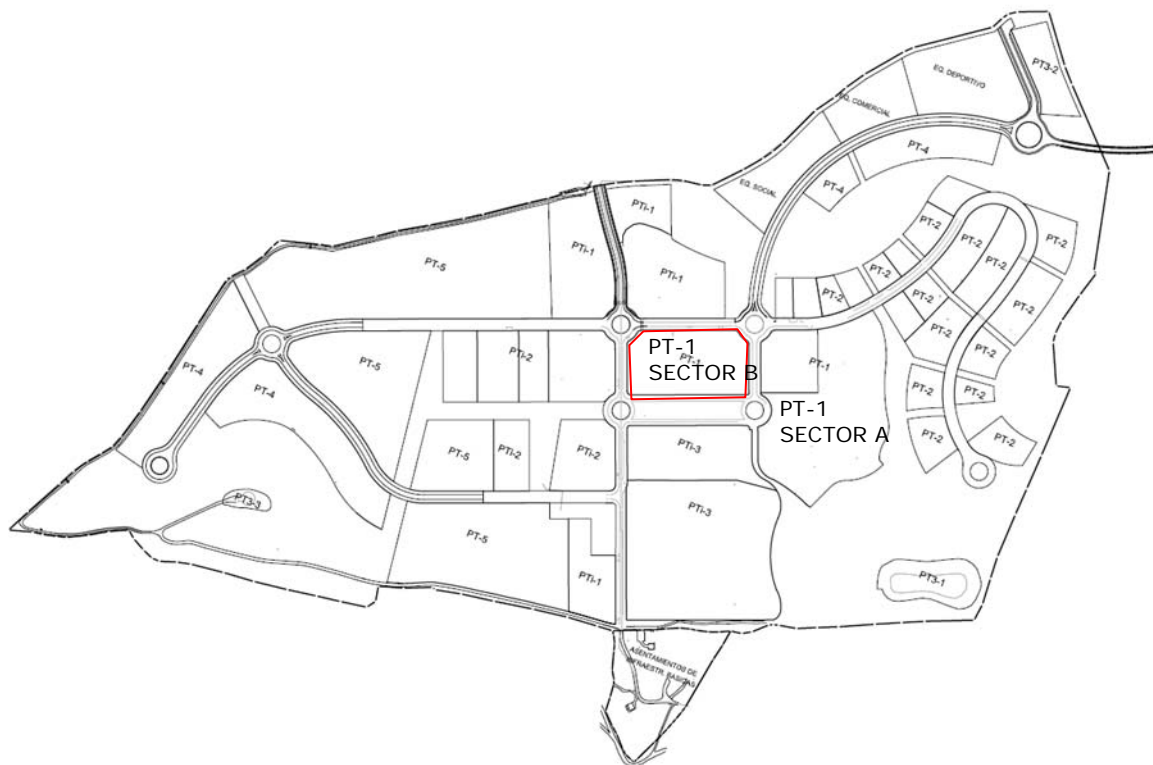 PT3-2
EQ. DEPORTIVO
EQ. COMERCIAL
PT-4
PT-4
EQ. SOCIAL
PTi-1
PTi-1
PTi-1
PT-5
PT-2
PT-2
PT-2
PT-2
PT-2
PT-2
PT-2
PT-2
PT-2
PT-2
PT-2
PT-2
PT-2
PT-2
PT-4
PT-5
PTi-2
PT-1
PT-1
SECTOR B
PT-1
PT-1
SECTOR A
PT-4
PT-5
PTi-2
PTi-2
PTi-3
PT3-3
PTi-3
PT-5
PTi-1
PT3-1
ASENTAMIENTOS DE
INFRAESTR. BASICAS